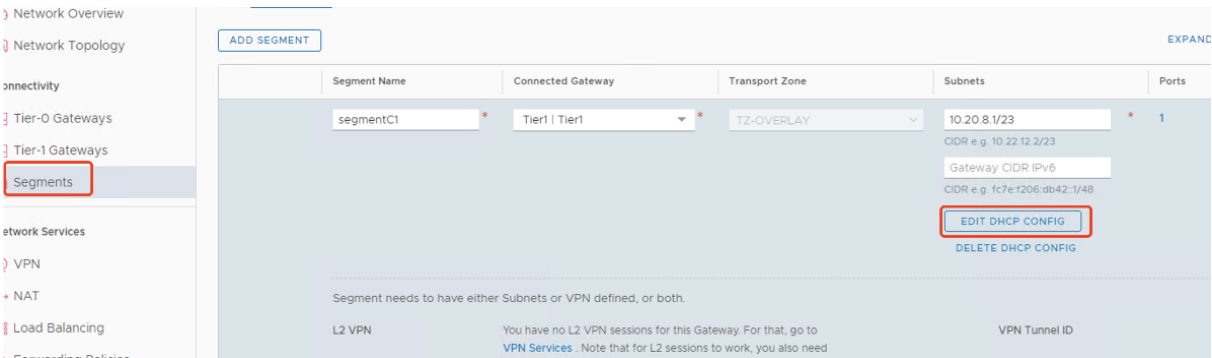 Network Overview
Network Topology
ADD SEGMENT
EXPAND
onnectivity
Segment Name
Connected Gateway
Transport Zone
Subnets
Ports
Tier-0 Gateways
segmentC1
*
Tier1 | Tier1
*
TZ-OVERLAY
10.20.8.1/23
*
1
CIDR e.g. 10.22.12.2/23
Tier-1 Gateways
Gateway CIDR IPv6
Segments
CIDR e.g. fc7e:f206:db42::1/48
EDIT DHCP CONFIG
etwork Services
DELETE DHCP CONFIG
VPN
NAT
Segment needs to have either Subnets or VPN defined, or both.
Load Balancing
L2 VPN
You have no L2 VPN sessions for this Gateway. For that, go to
VPN Services . Note that for L2 sessions to work, you also need
VPN Tunnel ID
Forwarding Policies